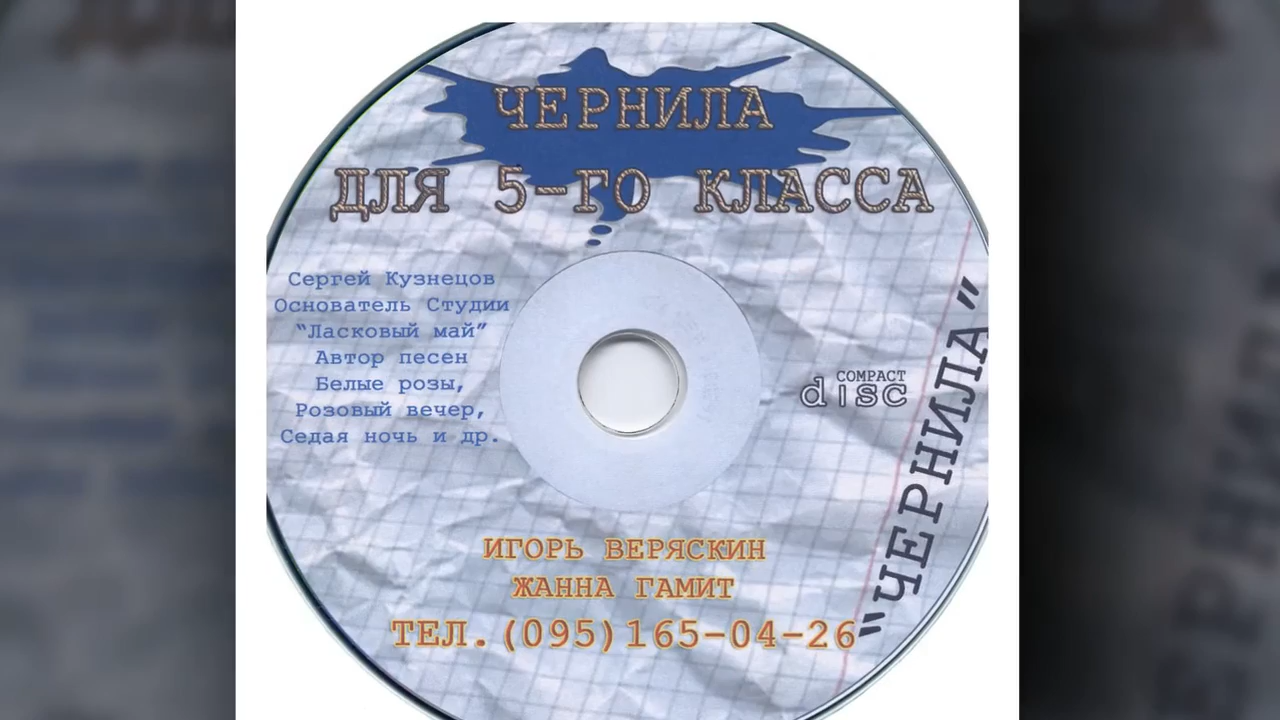 ЧЕРНИЛА
ДЛЯ 5-ГО КЛАССА
Сергей Кузнецов
Основатель Студии
“Ласковый май”
Автор песен
Белые розы,
Розовый вечер,
Седая ночь и др.
COMPACT
disc
"ЧЕРНИЛА"
ИГОРЬ ВЕРЯСКИН
ЖАННА ГАМИТ
ТЕЛ.(095)165-04-26